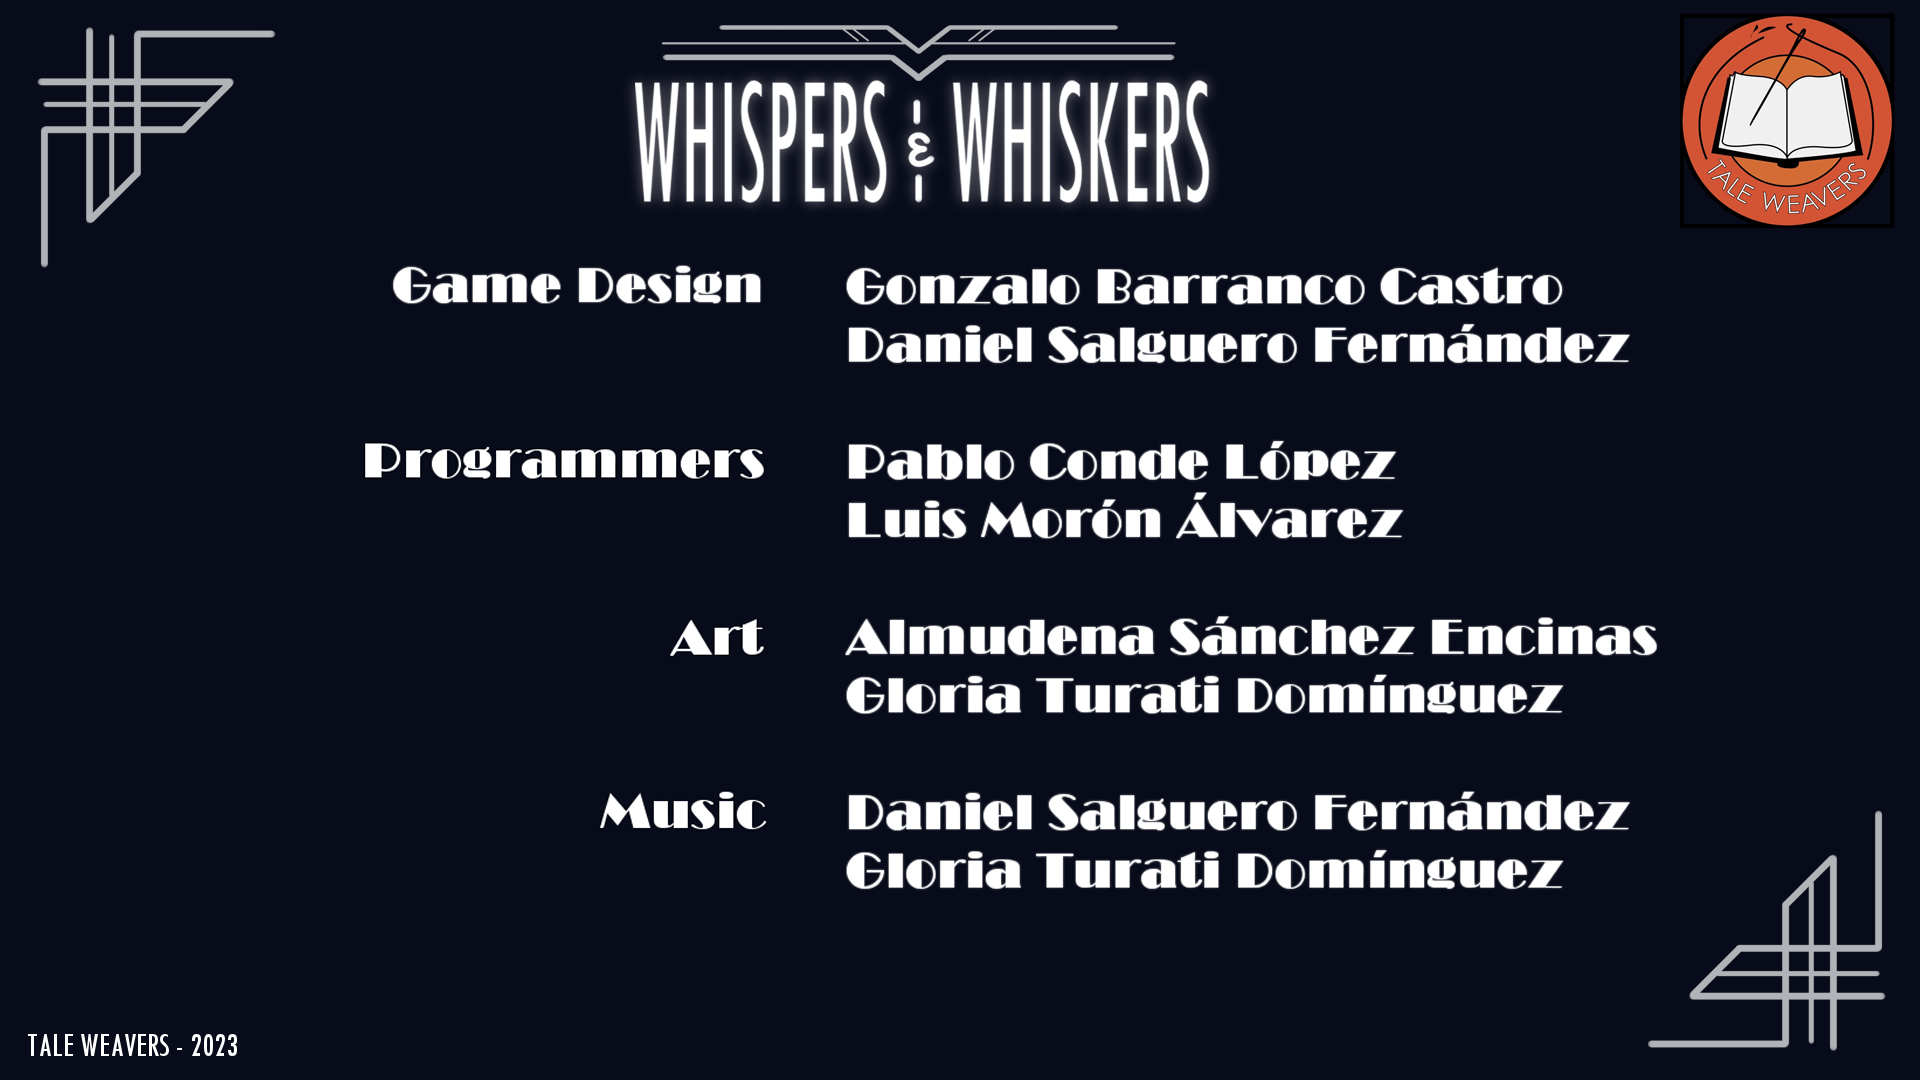 WHISPERS & WHISKERS
TALE WEAVERS
Game Design
Gonzalo Barranco Castro
Daniel Salguero Fernández
Programmers
Pablo Conde López
Luis Morón Álvarez
Art
Almudena Sánchez Encinas
Gloria Turati Domínguez
Music
Daniel Salguero Fernández
Gloria Turati Domínguez
TALE WEAVERS - 2023